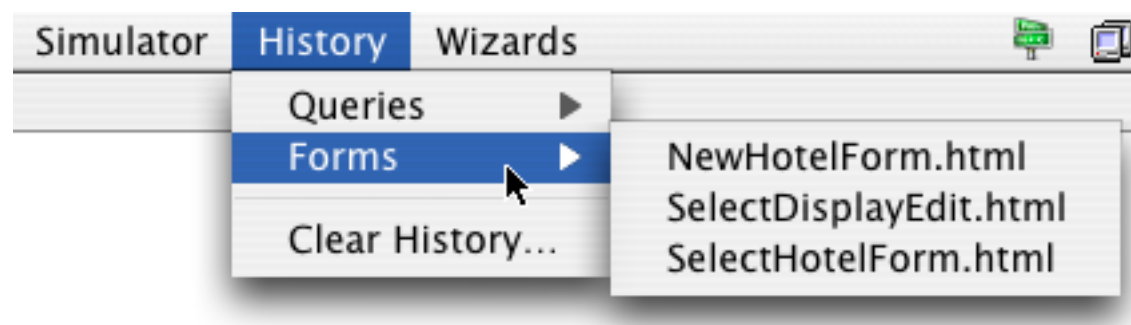 Simulator History Wizards
Queries
Forms
Clear History...
NewHotelForm.html
SelectDisplayEdit.html
SelectHotelForm.html